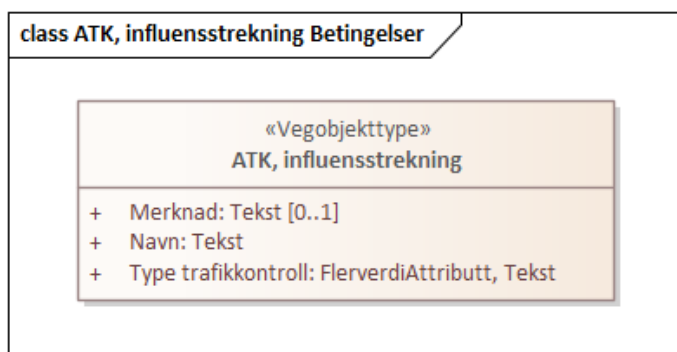 class ATK, influensstrekning Betingelser
«Vegobjekttype»
ATK, influensstrekning
+ Merknad: Tekst [0..1]
+ Navn: Tekst
+ Type trafikkontroll: FlerverdiAttributt, Tekst